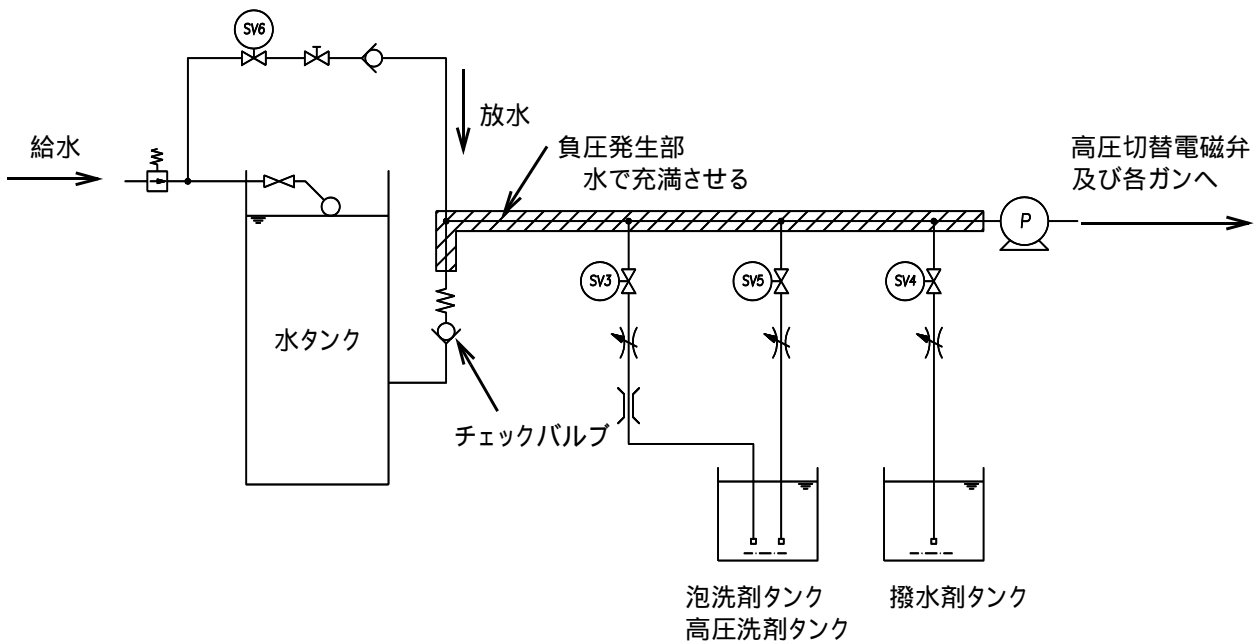 SV6
放水
給水
負圧発生部
水で充満させる
高圧切替電磁弁
及び各ガンへ
P
SV3
SV5
SV4
水タンク
チェックバルブ
泡洗剤タンク
高圧洗剤タンク
撥水剤タンク